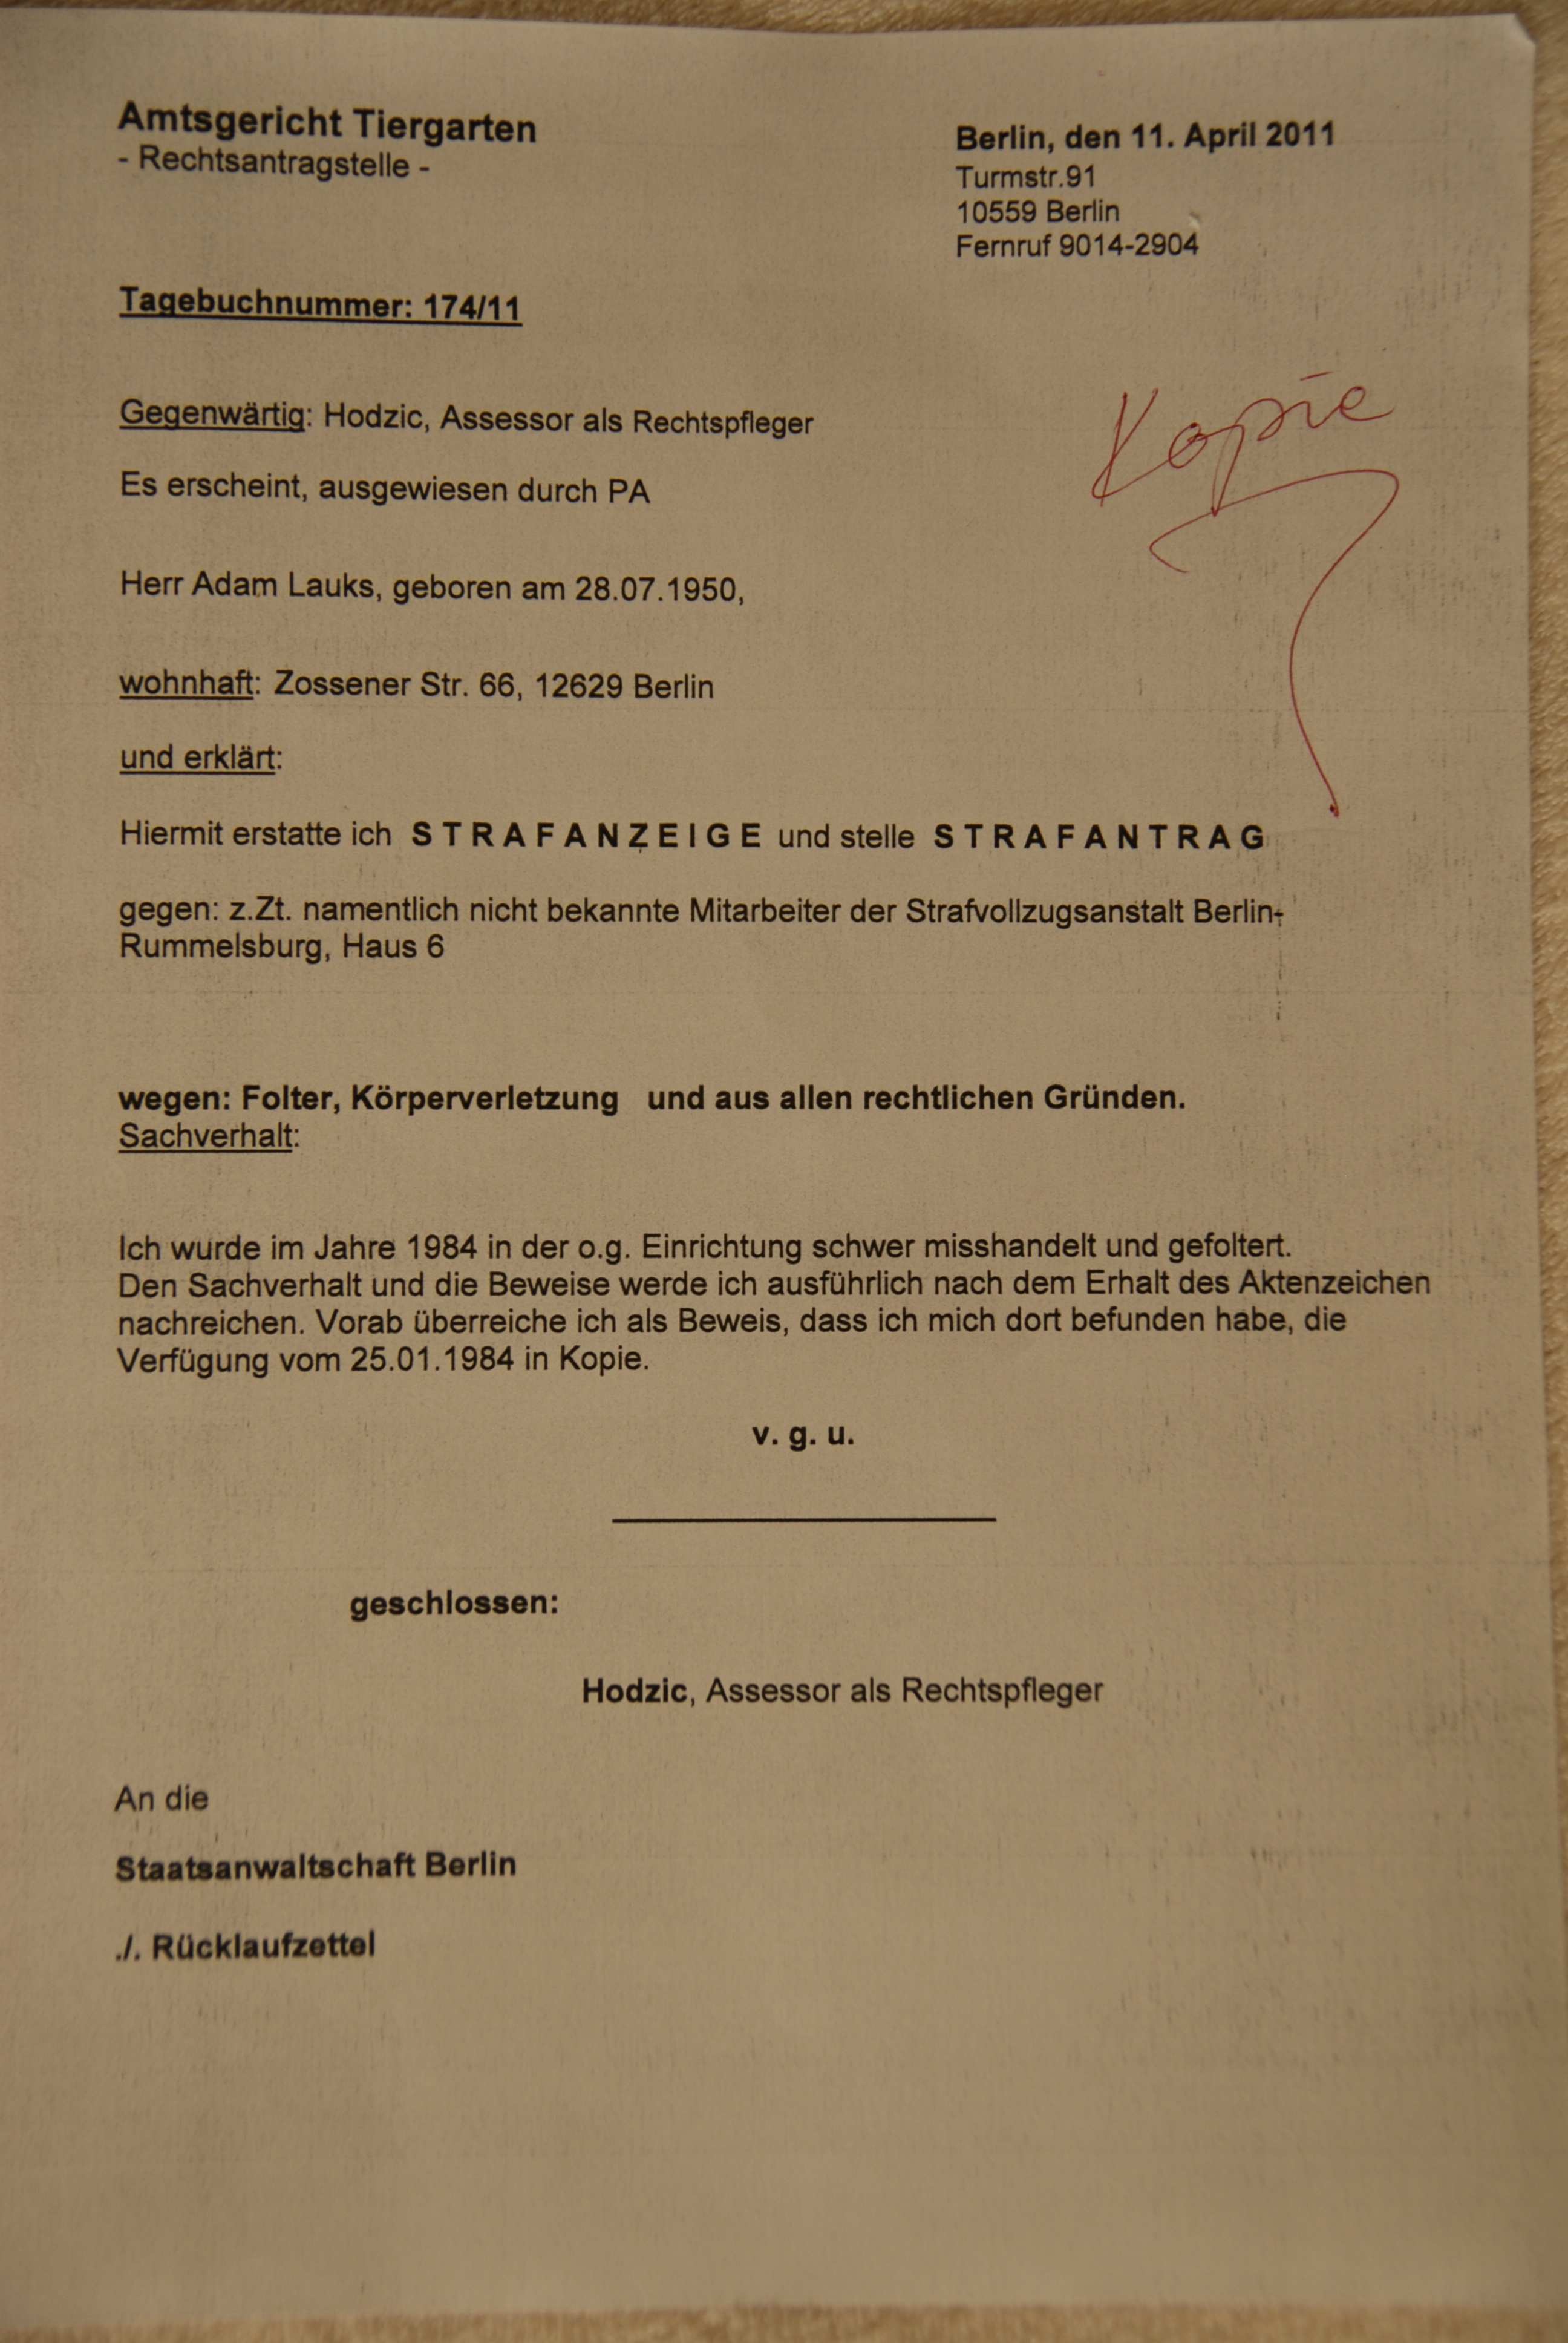 Amtsgericht Tiergarten
- Rechtsantragstelle -
Berlin, den 11. April 2011
Turmstr.91
10559 Berlin
Fernruf 9014-2904
Tagebuchnummer: 174/11
Kopie
Gegenwärtig: Hodzic, Assessor als Rechtspfleger
Es erscheint, ausgewiesen durch PA
Herr Adam Lauks, geboren am 28.07.1950,
wohnhaft: Zossener Str. 66, 12629 Berlin
und erklärt:
Hiermit erstatte ich S T R A F A N Z E I G E und stelle S T R A F A N T R A G
gegen: z.Zt. namentlich nicht bekannte Mitarbeiter der Strafvollzugsanstalt Berlin-
Rummelsburg, Haus 6
wegen: Folter, Körperverletzung und aus allen rechtlichen Gründen.
Sachverhalt:
Ich wurde im Jahre 1984 in der o.g. Einrichtung schwer misshandelt und gefoltert.
Den Sachverhalt und die Beweise werde ich ausführlich nach dem Erhalt des Aktenzeichen
nachreichen. Vorab überreiche ich als Beweis, dass ich mich dort befunden habe, die
Verfügung vom 25.01.1984 in Kopie.
v. g. u.
geschlossen:
Hodzic, Assessor als Rechtspfleger
An die
Staatsanwaltschaft Berlin
./. Rücklaufzettel